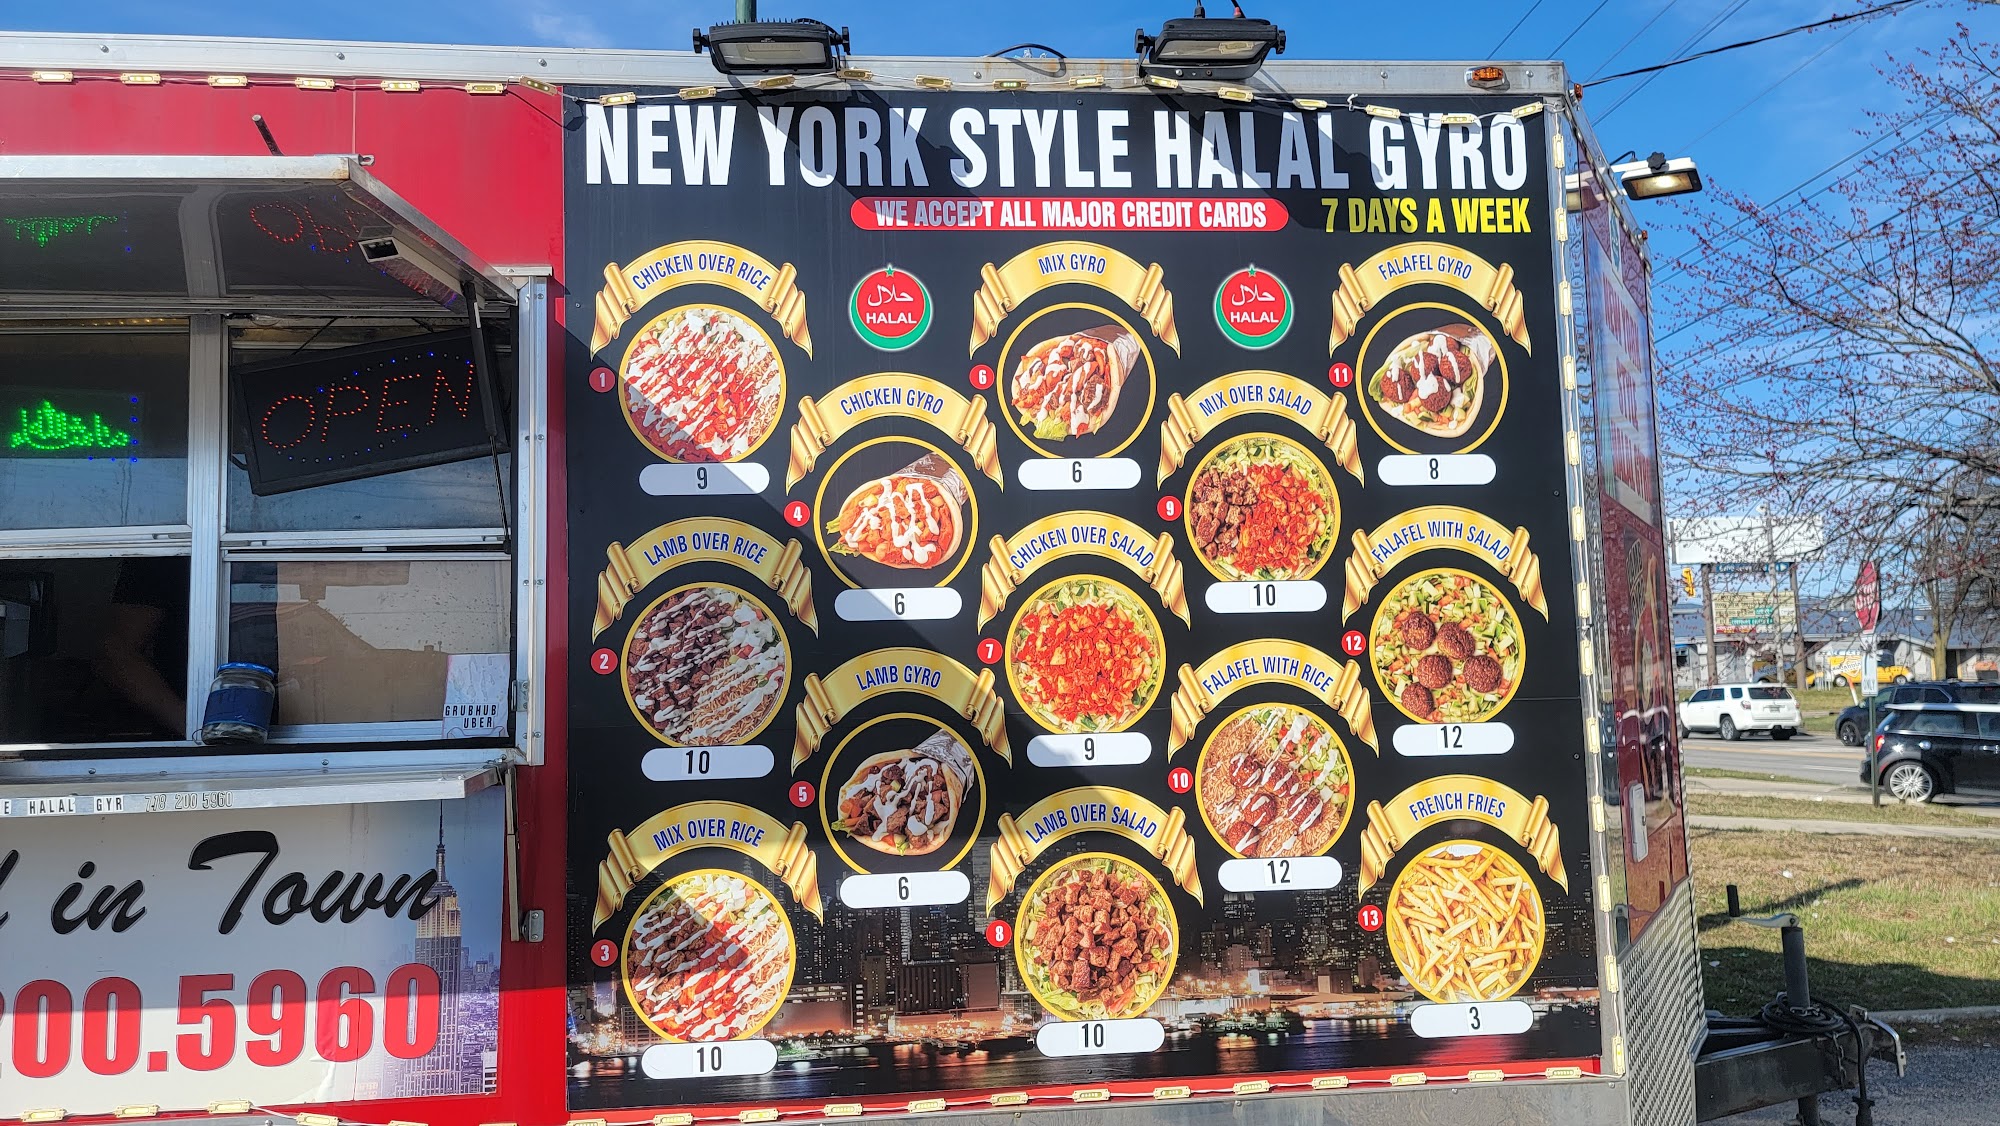 NEW YORK STYLE HALAL GYRO
WE ACCEPT ALL MAJOR CREDIT CARDS
7 DAYS A WEEK
CHICKEN OVER RICE
1
9
LAMB OVER RICE
2
10
MIX OVER RICE
3
10
حلال
HALAL
CHICKEN GYRO
4
6
LAMB GYRO
5
6
MIX GYRO
6
6
CHICKEN OVER SALAD
7
9
LAMB OVER SALAD
8
10
حلال
HALAL
MIX OVER SALAD
9
10
FALAFEL WITH RICE
10
12
FALAFEL GYRO
11
8
FALAFEL WITH SALAD
12
12
FRENCH FRIES
13
3
OPEN
GRUBHUB
UBER
HALAL GYR 718 200 5960
in Town
200.5960